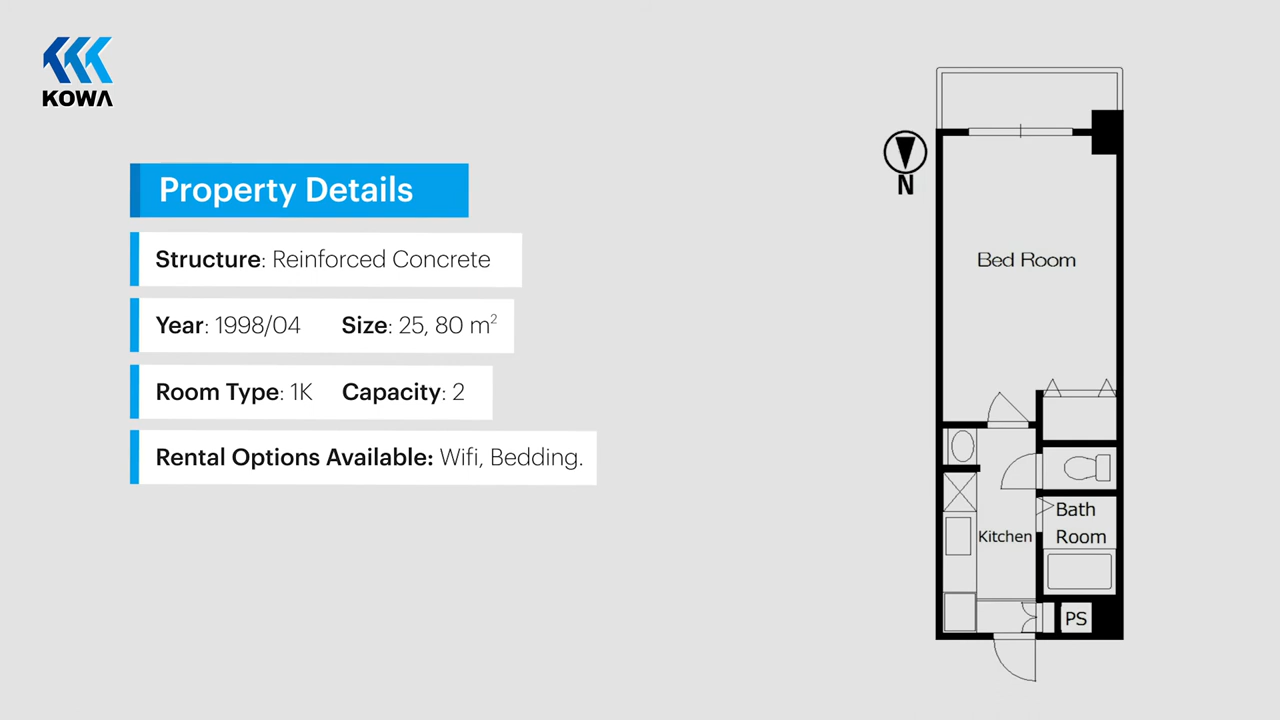 KOWA
Property Details
Structure: Reinforced Concrete
Year: 1998/04 Size: 25, 80 m²
Room Type: 1K Capacity: 2
Rental Options Available: Wifi, Bedding.
N
Bed Room
Bath
Room
Kitchen
PS